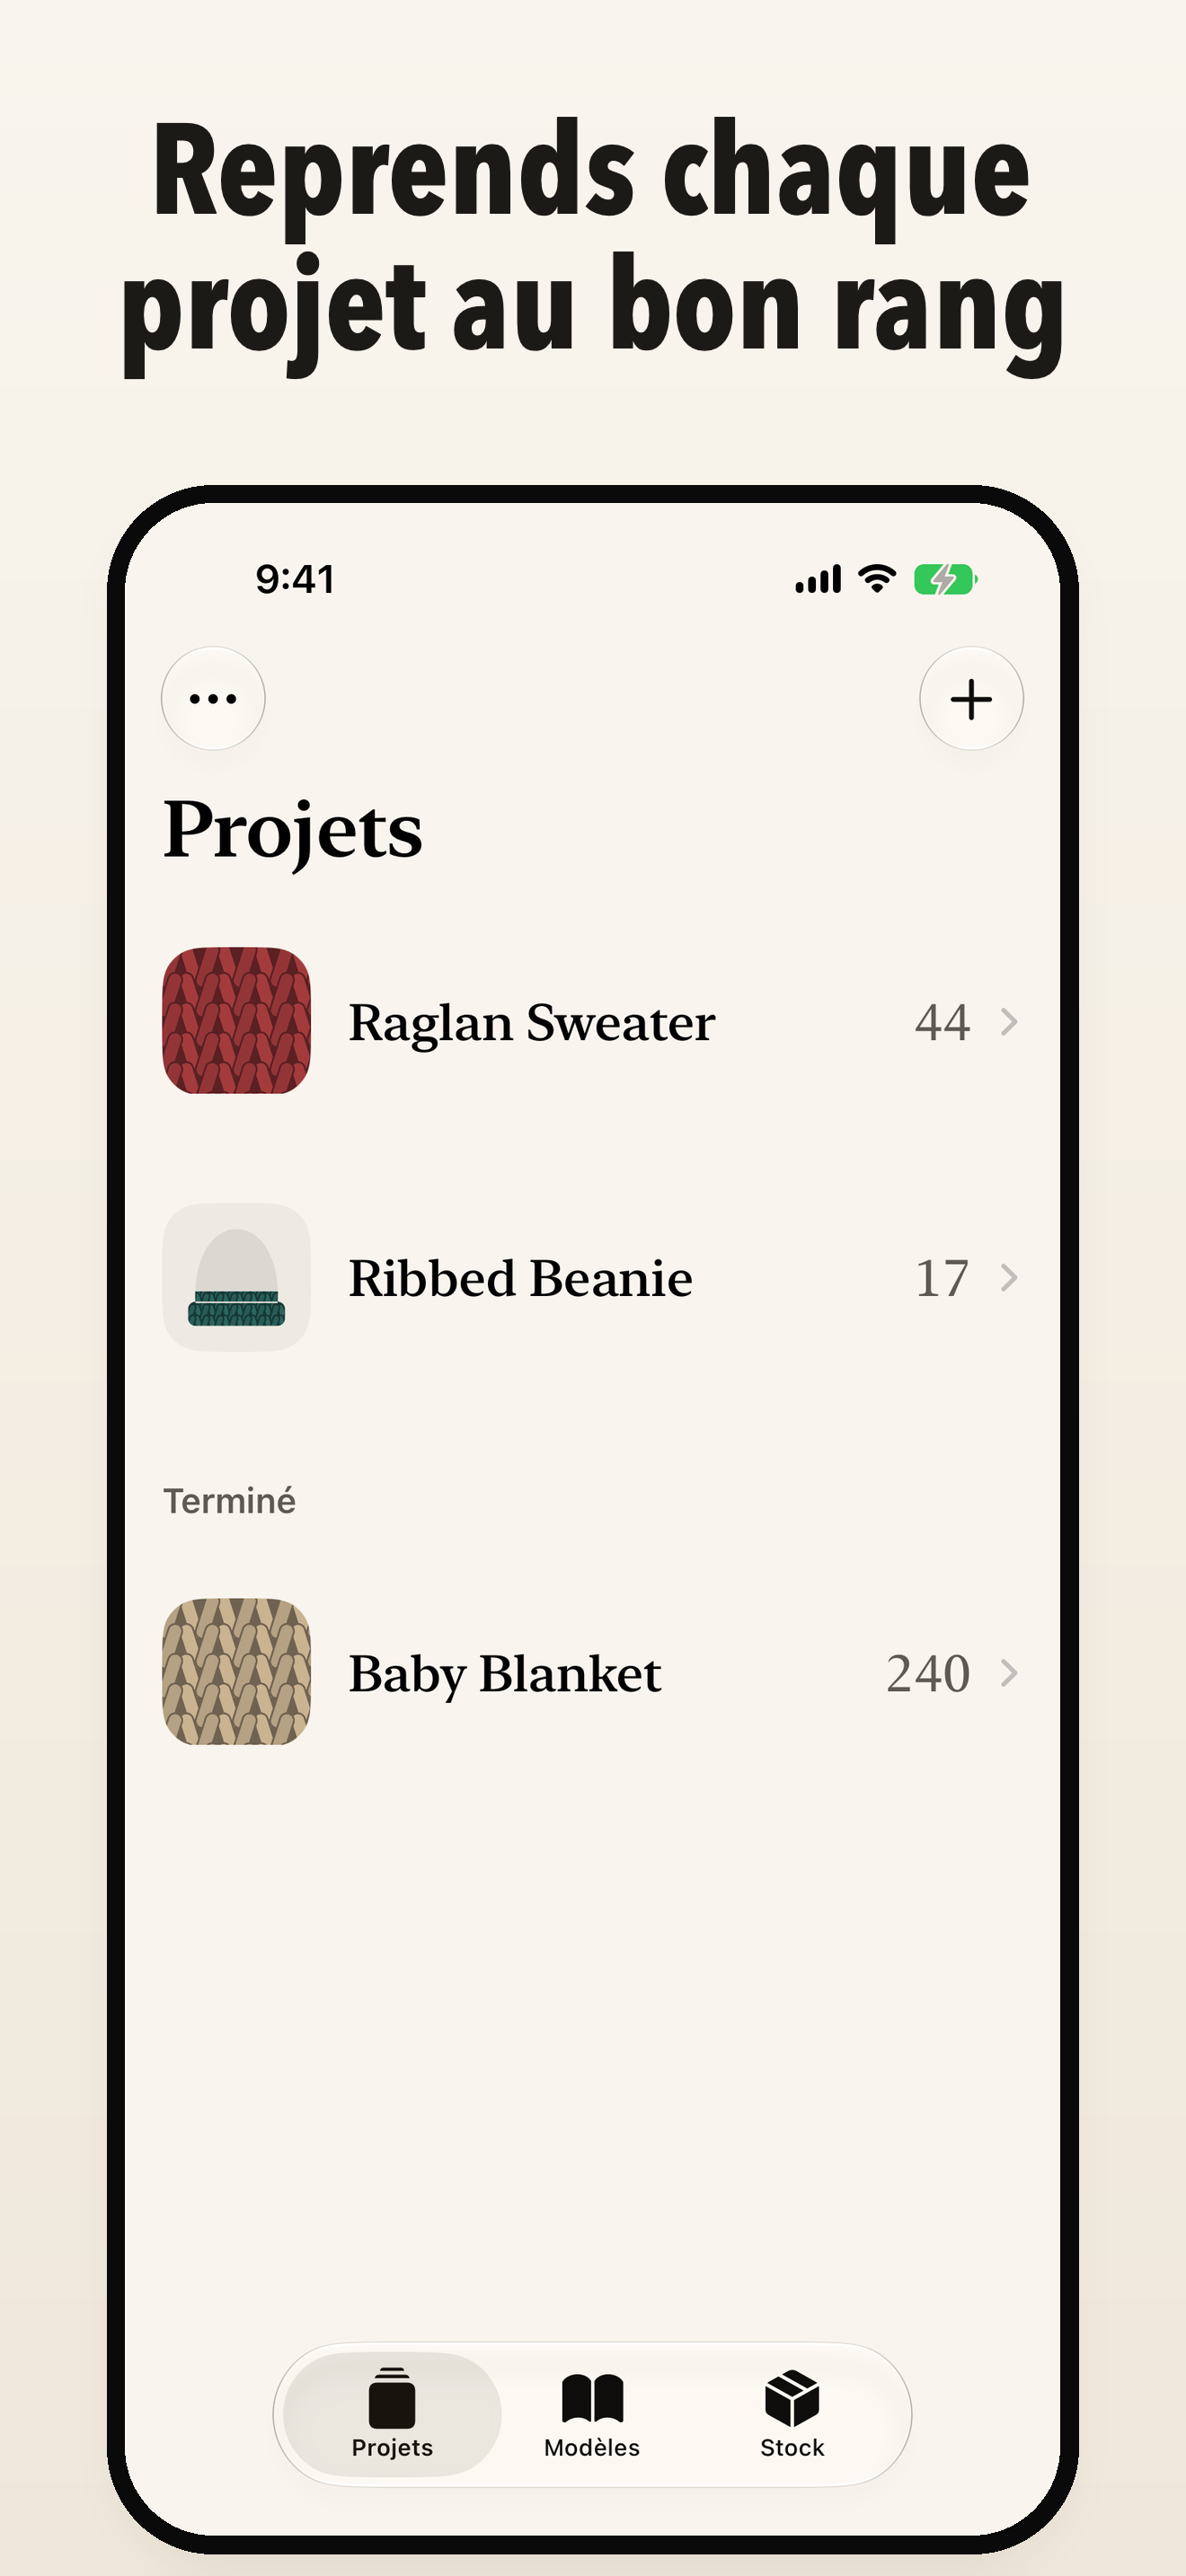 Reprends chaque
projet au bon rang
9:41
Projets
Raglan Sweater 44
Ribbed Beanie 17
Terminé
Baby Blanket 240
Projets Modèles Stock